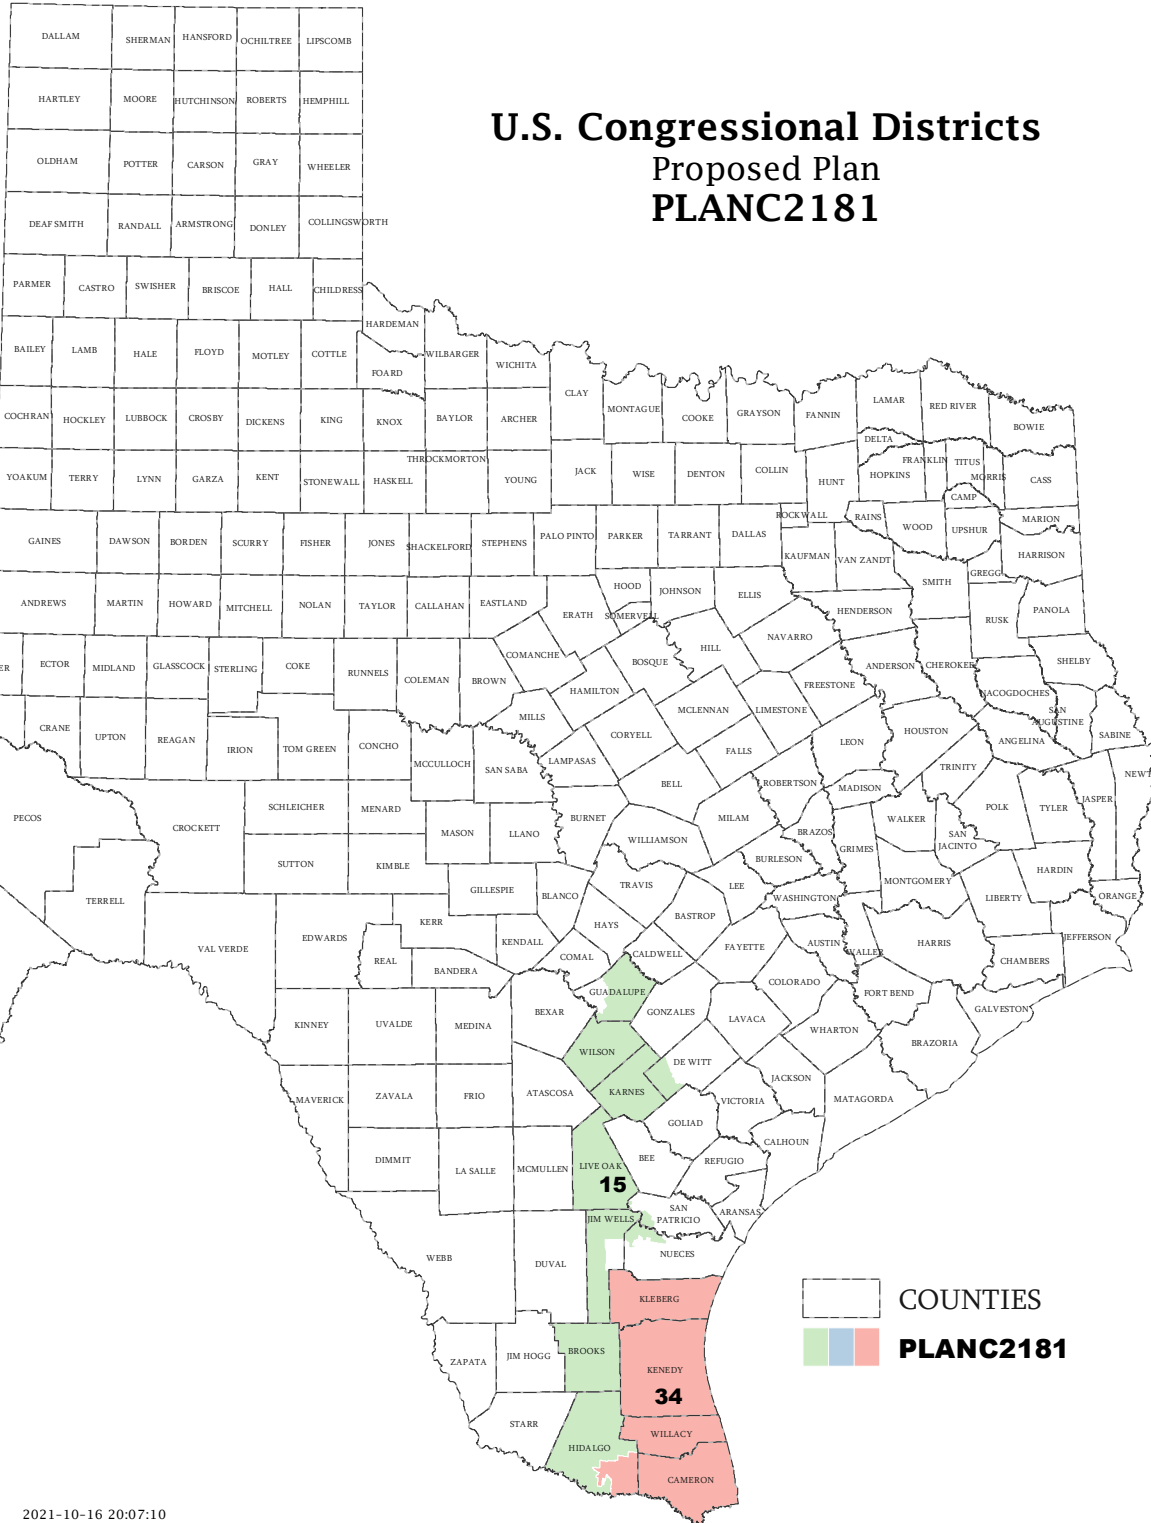 U.S. Congressional Districts
Proposed Plan
PLANC2181
DALLAM
SHERMAN
HANSFORD
OCHILTREE
LIPSCOMB
HARTLEY
MOORE
HUTCHINSON
ROBERTS
HEMPHILL
OLDHAM
POTTER
CARSON
GRAY
WHEELER
DEAF SMITH
RANDALL
ARMSTRONG
DONLEY
COLLINGSWORTH
PARMER
CASTRO
SWISHER
BRISCOE
HALL
CHILDRESS
HARDEMAN
BAILEY
LAMB
HALE
FLOYD
MOTLEY
COTTLE
FOARD
WILBARGER
WICHITA
CLAY
MONTAGUE
COOKE
GRAYSON
FANNIN
LAMAR
RED RIVER
BOWIE
COCHRAN
HOCKLEY
LUBBOCK
CROSBY
DICKENS
KING
KNOX
BAYLOR
ARCHER
DELTA
FRANKLIN
TITUS
MORRIS
CASS
YOAKUM
TERRY
LYNN
GARZA
KENT
STONEWALL
HASKELL
THROCKMORTON
YOUNG
JACK
WISE
DENTON
COLLIN
HUNT
HOPKINS
CAMP
ROCKWALL
RAINS
WOOD
UPSHUR
MARION
GAINES
DAWSON
BORDEN
SCURRY
FISHER
JONES
SHACKELFORD
STEPHENS
PALO PINTO
PARKER
TARRANT
DALLAS
KAUFMAN
VAN ZANDT
SMITH
GREGG
HARRISON
ANDREWS
MARTIN
HOWARD
MITCHELL
NOLAN
TAYLOR
CALLAHAN
EASTLAND
ERATH
HOOD
SOMERVELL
JOHNSON
ELLIS
HENDERSON
RUSK
PANOLA
ER
ECTOR
MIDLAND
GLASSCOCK
STERLING
COKE
RUNNELS
COLEMAN
BROWN
COMANCHE
HAMILTON
BOSQUE
HILL
NAVARRO
ANDERSON
CHEROKEE
SHELBY
NACOGDOCHES
CRANE
UPTON
REAGAN
IRION
TOM GREEN
CONCHO
MCCULLOCH
SAN SABA
MILLS
LAMPASAS
CORYELL
MCLENNAN
LIMESTONE
FREESTONE
LEON
HOUSTON
ANGELINA
SAN
AUGUSTINE
SABINE
PECOS
CROCKETT
SCHLEICHER
MENARD
MASON
LLANO
BURNET
BELL
FALLS
ROBERTSON
MADISON
TRINITY
POLK
TYLER
JASPER
NEWT
TERRELL
SUTTON
KIMBLE
GILLESPIE
BLANCO
WILLIAMSON
MILAM
BRAZOS
GRIMES
WALKER
SAN
JACINTO
HARDIN
VAL VERDE
EDWARDS
REAL
KERR
BANDERA
KENDALL
COMAL
HAYS
TRAVIS
BASTROP
LEE
BURLESON
WASHINGTON
MONTGOMERY
LIBERTY
ORANGE
JEFFERSON
CHAMBERS
HARRIS
WALLER
AUSTIN
FAYETTE
CALDWELL
GUADALUPE
BEXAR
MEDINA
UVALDE
KINNEY
GONZALES
LAVACA
COLORADO
FORT BEND
WHARTON
GALVESTON
BRAZORIA
WILSON
KARNES
DE WITT
JACKSON
MATAGORDA
VICTORIA
ATASCOSA
FRIO
ZAVALA
MAVERICK
DIMMIT
LA SALLE
MCMULLEN
LIVE OAK
15
BEE
GOLIAD
REFUGIO
CALHOUN
ARANSAS
SAN
PATRICIO
JIM WELLS
NUECES
WEBB
DUVAL
KLEBERG
ZAPATA
JIM HOGG
BROOKS
KENEDY
34
STARR
HIDALGO
WILLACY
CAMERON
COUNTIES
PLANC2181
2021-10-16 20:07:10